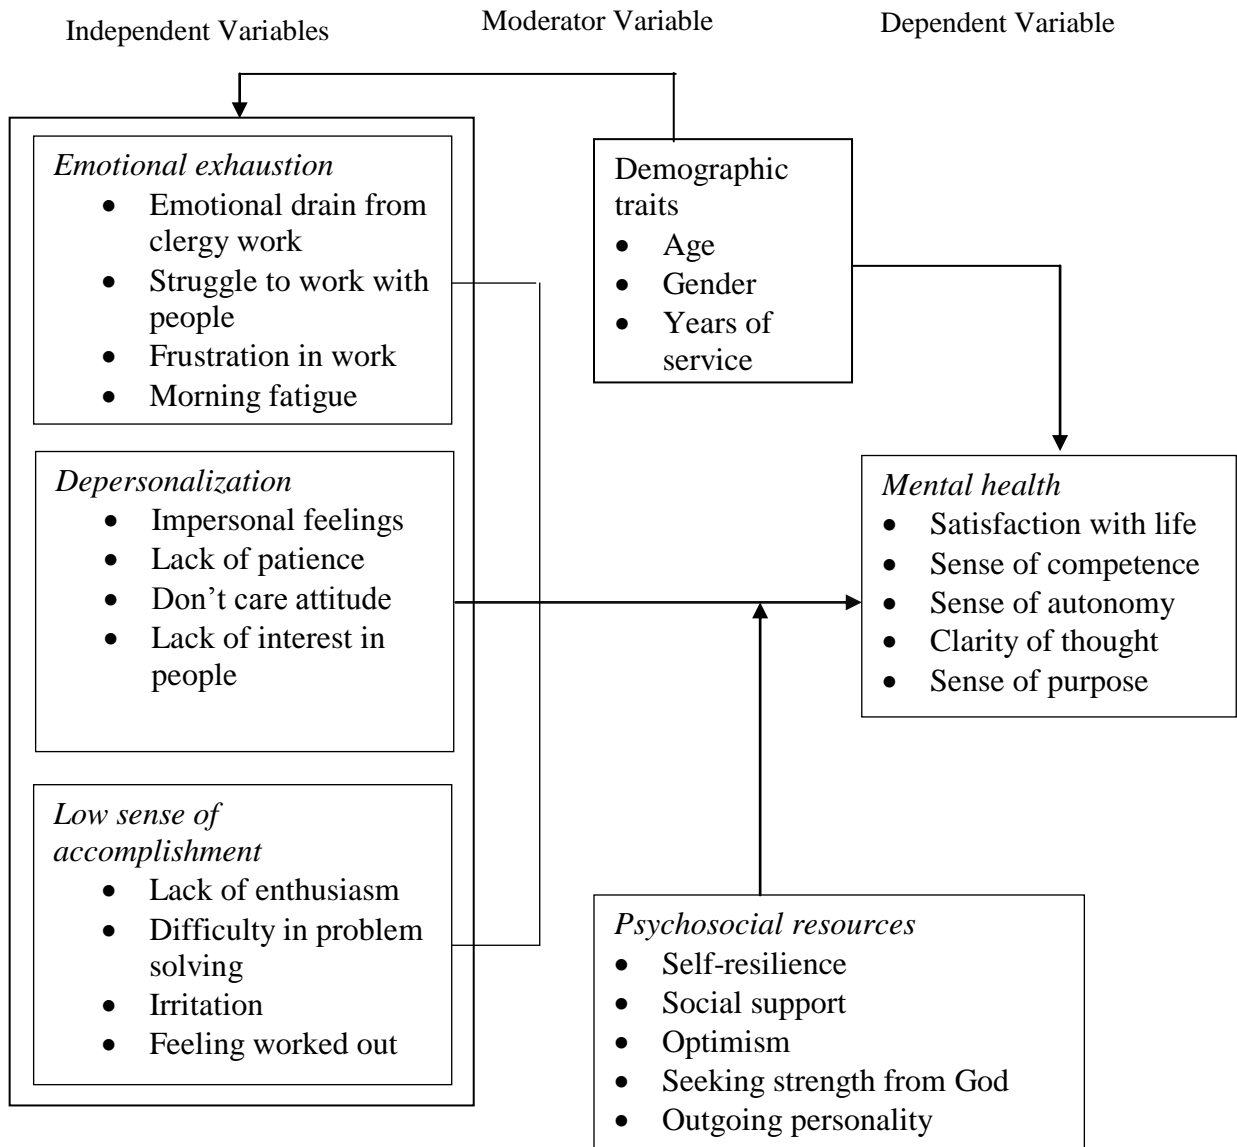 Independent Variables
Moderator Variable
Dependent Variable
Emotional exhaustion
• Emotional drain from
clergy work
• Struggle to work with
people
• Frustration in work
• Morning fatigue
Depersonalization
• Impersonal feelings
• Lack of patience
• Don’t care attitude
• Lack of interest in
people
Low sense of
accomplishment
• Lack of enthusiasm
• Difficulty in problem
solving
• Irritation
• Feeling worked out
Demographic
traits
• Age
• Gender
• Years of
service
Mental health
• Satisfaction with life
• Sense of competence
• Sense of autonomy
• Clarity of thought
• Sense of purpose
Psychosocial resources
• Self-resilience
• Social support
• Optimism
• Seeking strength from God
• Outgoing personality